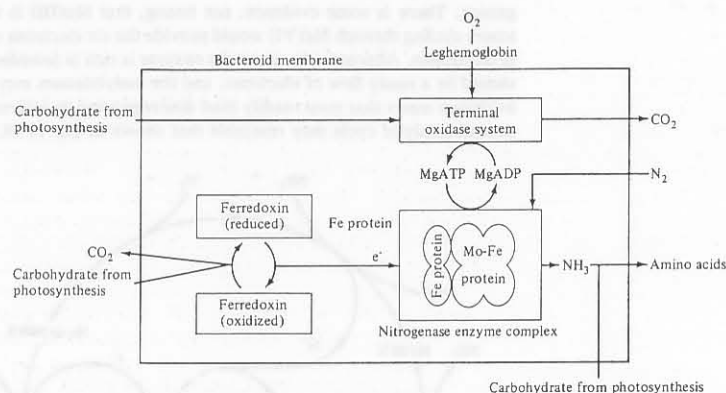 O₂
Leghemoglobin
Bacteroid membrane
Carbohydrate from
photosynthesis
Terminal
oxidase system
CO₂
MgATP MgADP
N₂
Ferredoxin
(reduced)
Fe protein
CO₂
Carbohydrate from
photosynthesis
e⁻
Fe protein
Mo-Fe
protein
NH₃
Amino acids
Ferredoxin
(oxidized)
Nitrogenase enzyme complex
Carbohydrate from photosynthesis